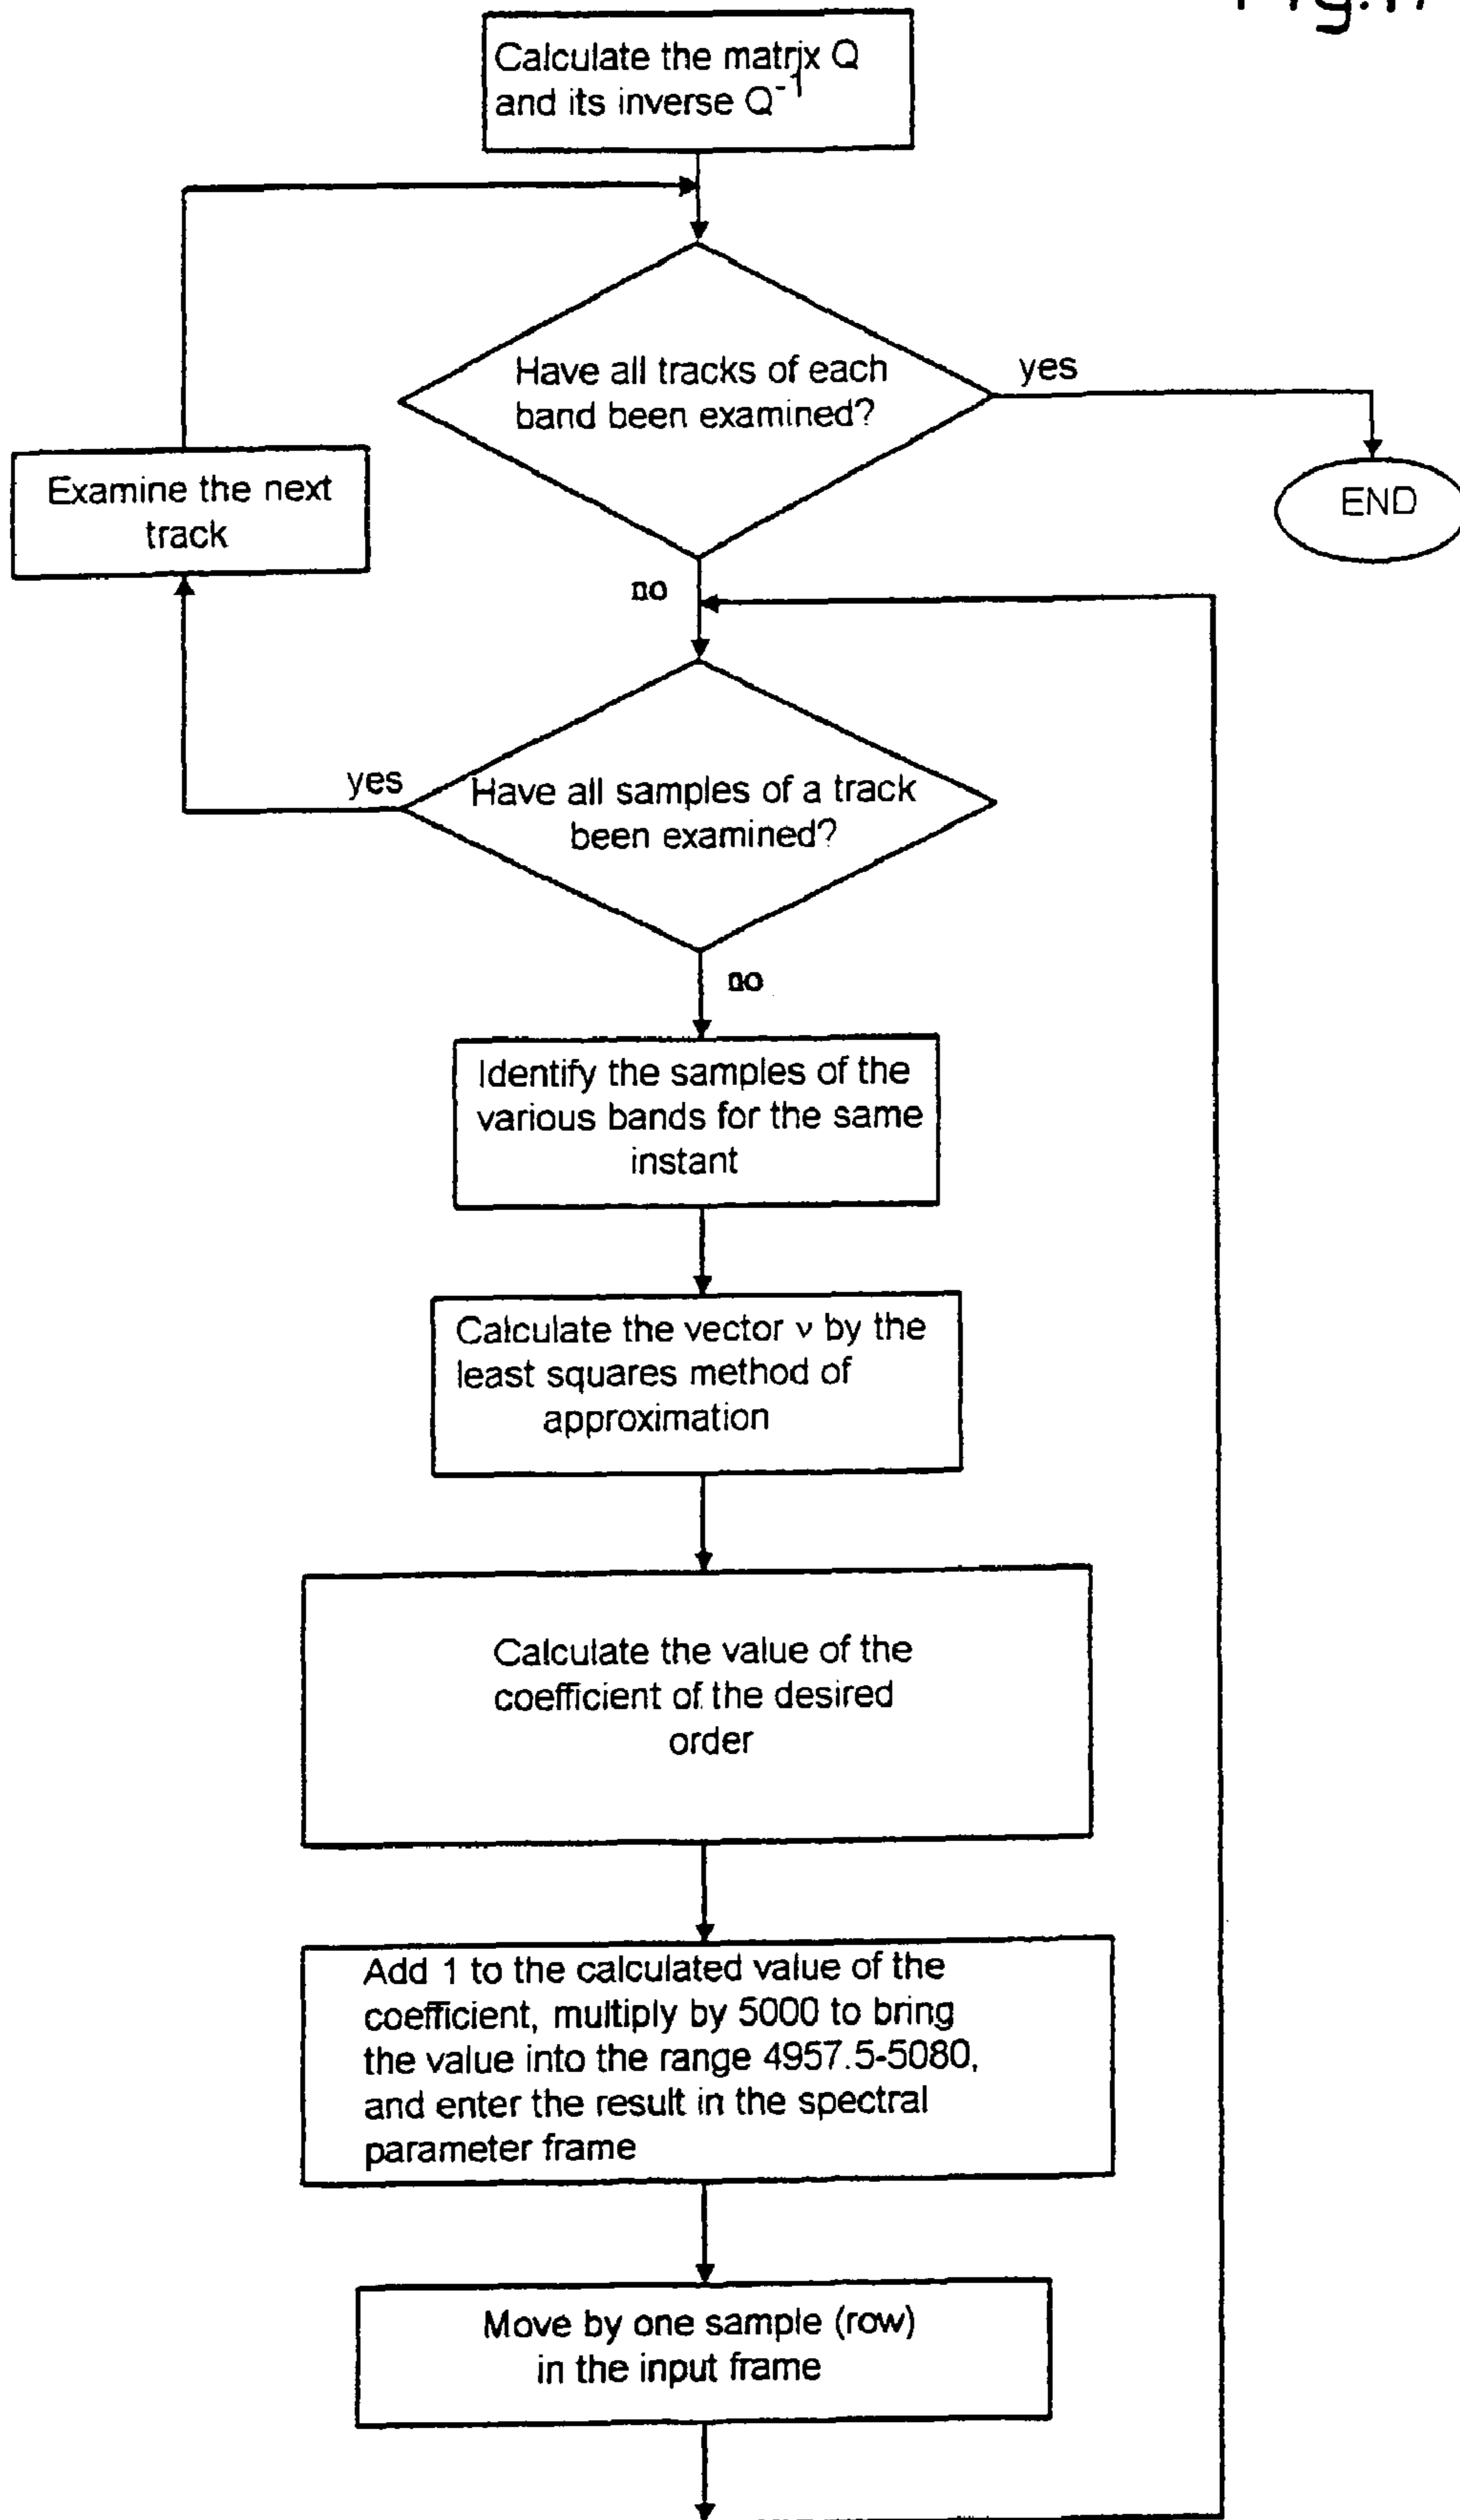 Calculate the matrix Q
and its inverse Q⁻¹
Have all tracks of each
band been examined?
yes
END
Examine the next
track
no
yes
Have all samples of a track
been examined?
no
Identify the samples of the
various bands for the same
instant
Calculate the vector ν by the
least squares method of
approximation
Calculate the value of the
coefficient of the desired
order
Add 1 to the calculated value of the
coefficient, multiply by 5000 to bring
the value into the range 4957.5-5080,
and enter the result in the spectral
parameter frame
Move by one sample (row)
in the input frame